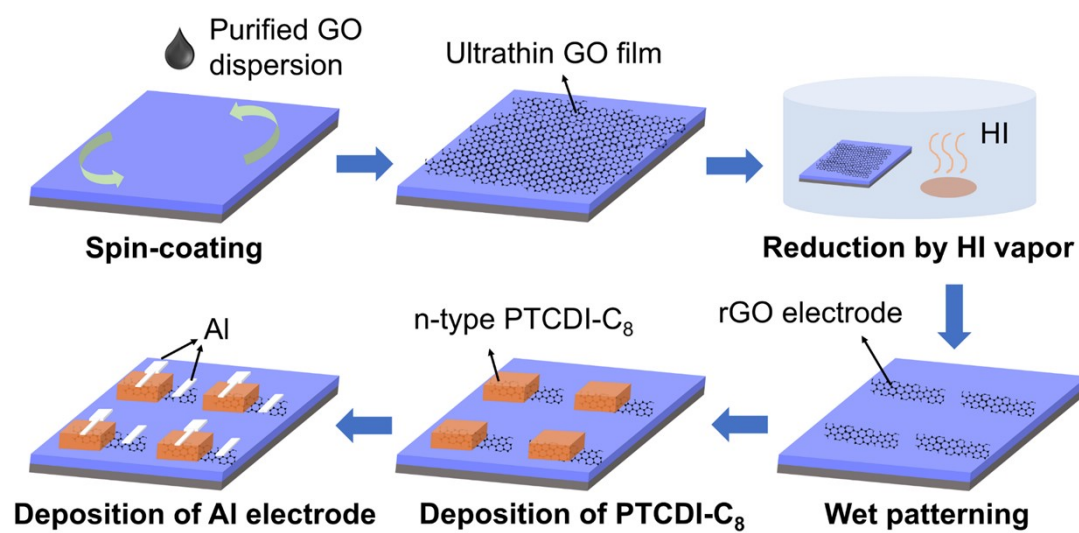 Purified GO
dispersion
Ultrathin GO film
HI
Spin-coating
Reduction by HI vapor
Al
n-type PTCDI-C₈
rGO electrode
Deposition of Al electrode
Deposition of PTCDI-C₈
Wet patterning